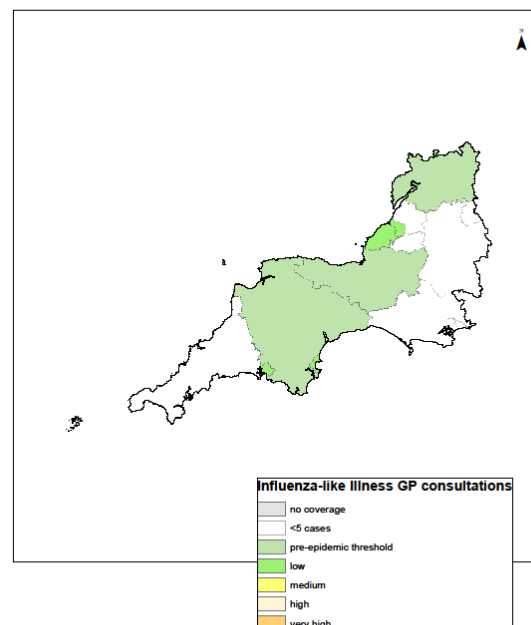 N
Influenza-like Illness GP consultations
no coverage
<5 cases
pre-epidemic threshold
low
medium
high
very high